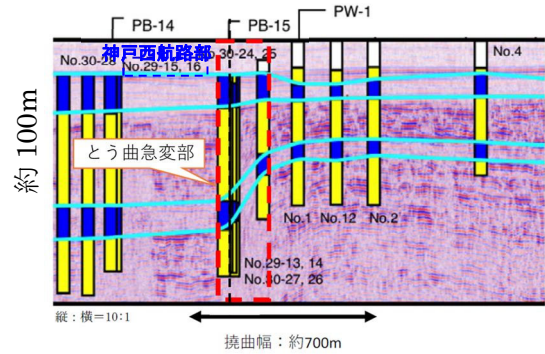 PB-14
PB-15
PW-1
神戸西航路部
No.30-24, 25
No.4
No.30-28
No.29-15, 16
約 100m
とう曲急変部
No.1
No.12
No.2
No.29-13, 14
No.30-27, 26
縦：横=10:1
撓曲幅：約700m